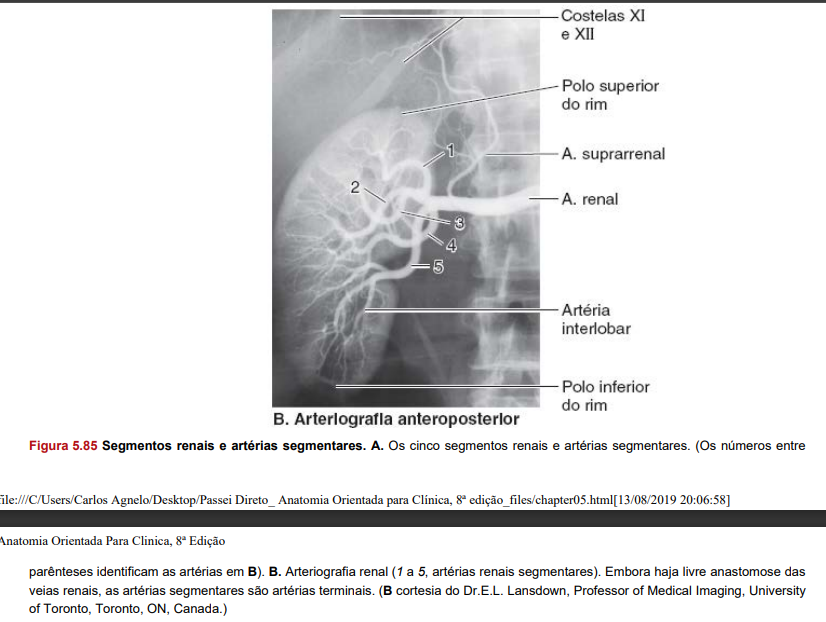 Costelas XI
e XII
Polo superior
do rim
1
A. suprarrenal
2
A. renal
3
4
5
Artéria
interlobar
Polo inferior
do rim
B. Arteriografia anteroposterior
Figura 5.85 Segmentos renais e artérias segmentares. A. Os cinco segmentos renais e artérias segmentares. (Os números entre
file:///C/Users/Carlos Agnelo/Desktop/Passei Direto_ Anatomia Orientada para Clínica, 8ª edição_files/chapter05.html[13/08/2019 20:06:58]
Anatomia Orientada Para Clinica, 8ª Edição
parênteses identificam as artérias em B). B. Arteriografia renal (1 a 5, artérias renais segmentares). Embora haja livre anastomose das
veias renais, as artérias segmentares são artérias terminais. (B cortesia do Dr.E.L. Lansdown, Professor of Medical Imaging, University
of Toronto, Toronto, ON, Canada.)